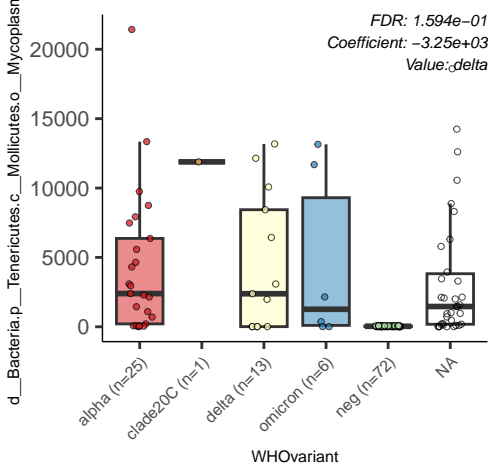 FDR: 1.594e−01
Coefficient: −3.25e+03
Value: delta
d__Bacteria.p__Tenericutes.c__Mollicutes.o__Mycoplasm
20000
15000
10000
5000
0
alpha (n=25)
clade20C (n=1)
delta (n=13)
omicron (n=6)
neg (n=72)
NA
WHOvariant